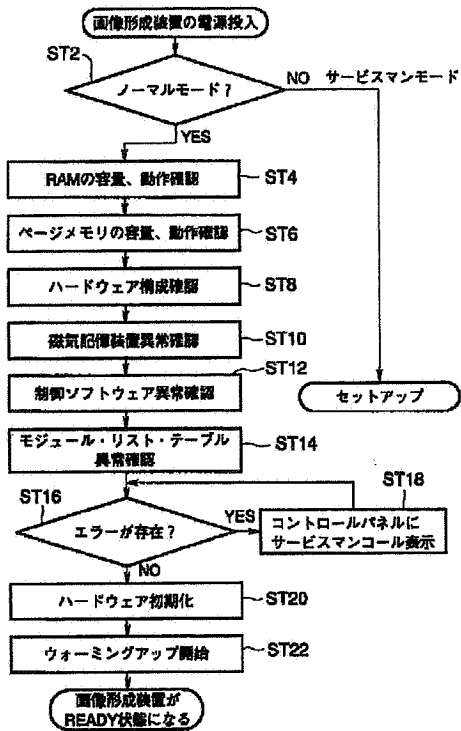 画像形成装置の電源投入
ST2
ノーマルモード?
NO サービスマンモード
YES
RAMの容量、動作確認
ST4
ページメモリの容量、動作確認
ST6
ハードウェア構成確認
ST8
磁気記憶装置異常確認
ST10
制御ソフトウェア異常確認
ST12
セットアップ
モジュール・リスト・テーブル
異常確認
ST14
ST16
エラーが存在?
YES
ST18
コントロールパネルに
サービスマンコール表示
NO
ハードウェア初期化
ST20
ウォーミングアップ開始
ST22
画像形成装置が
READY状態になる